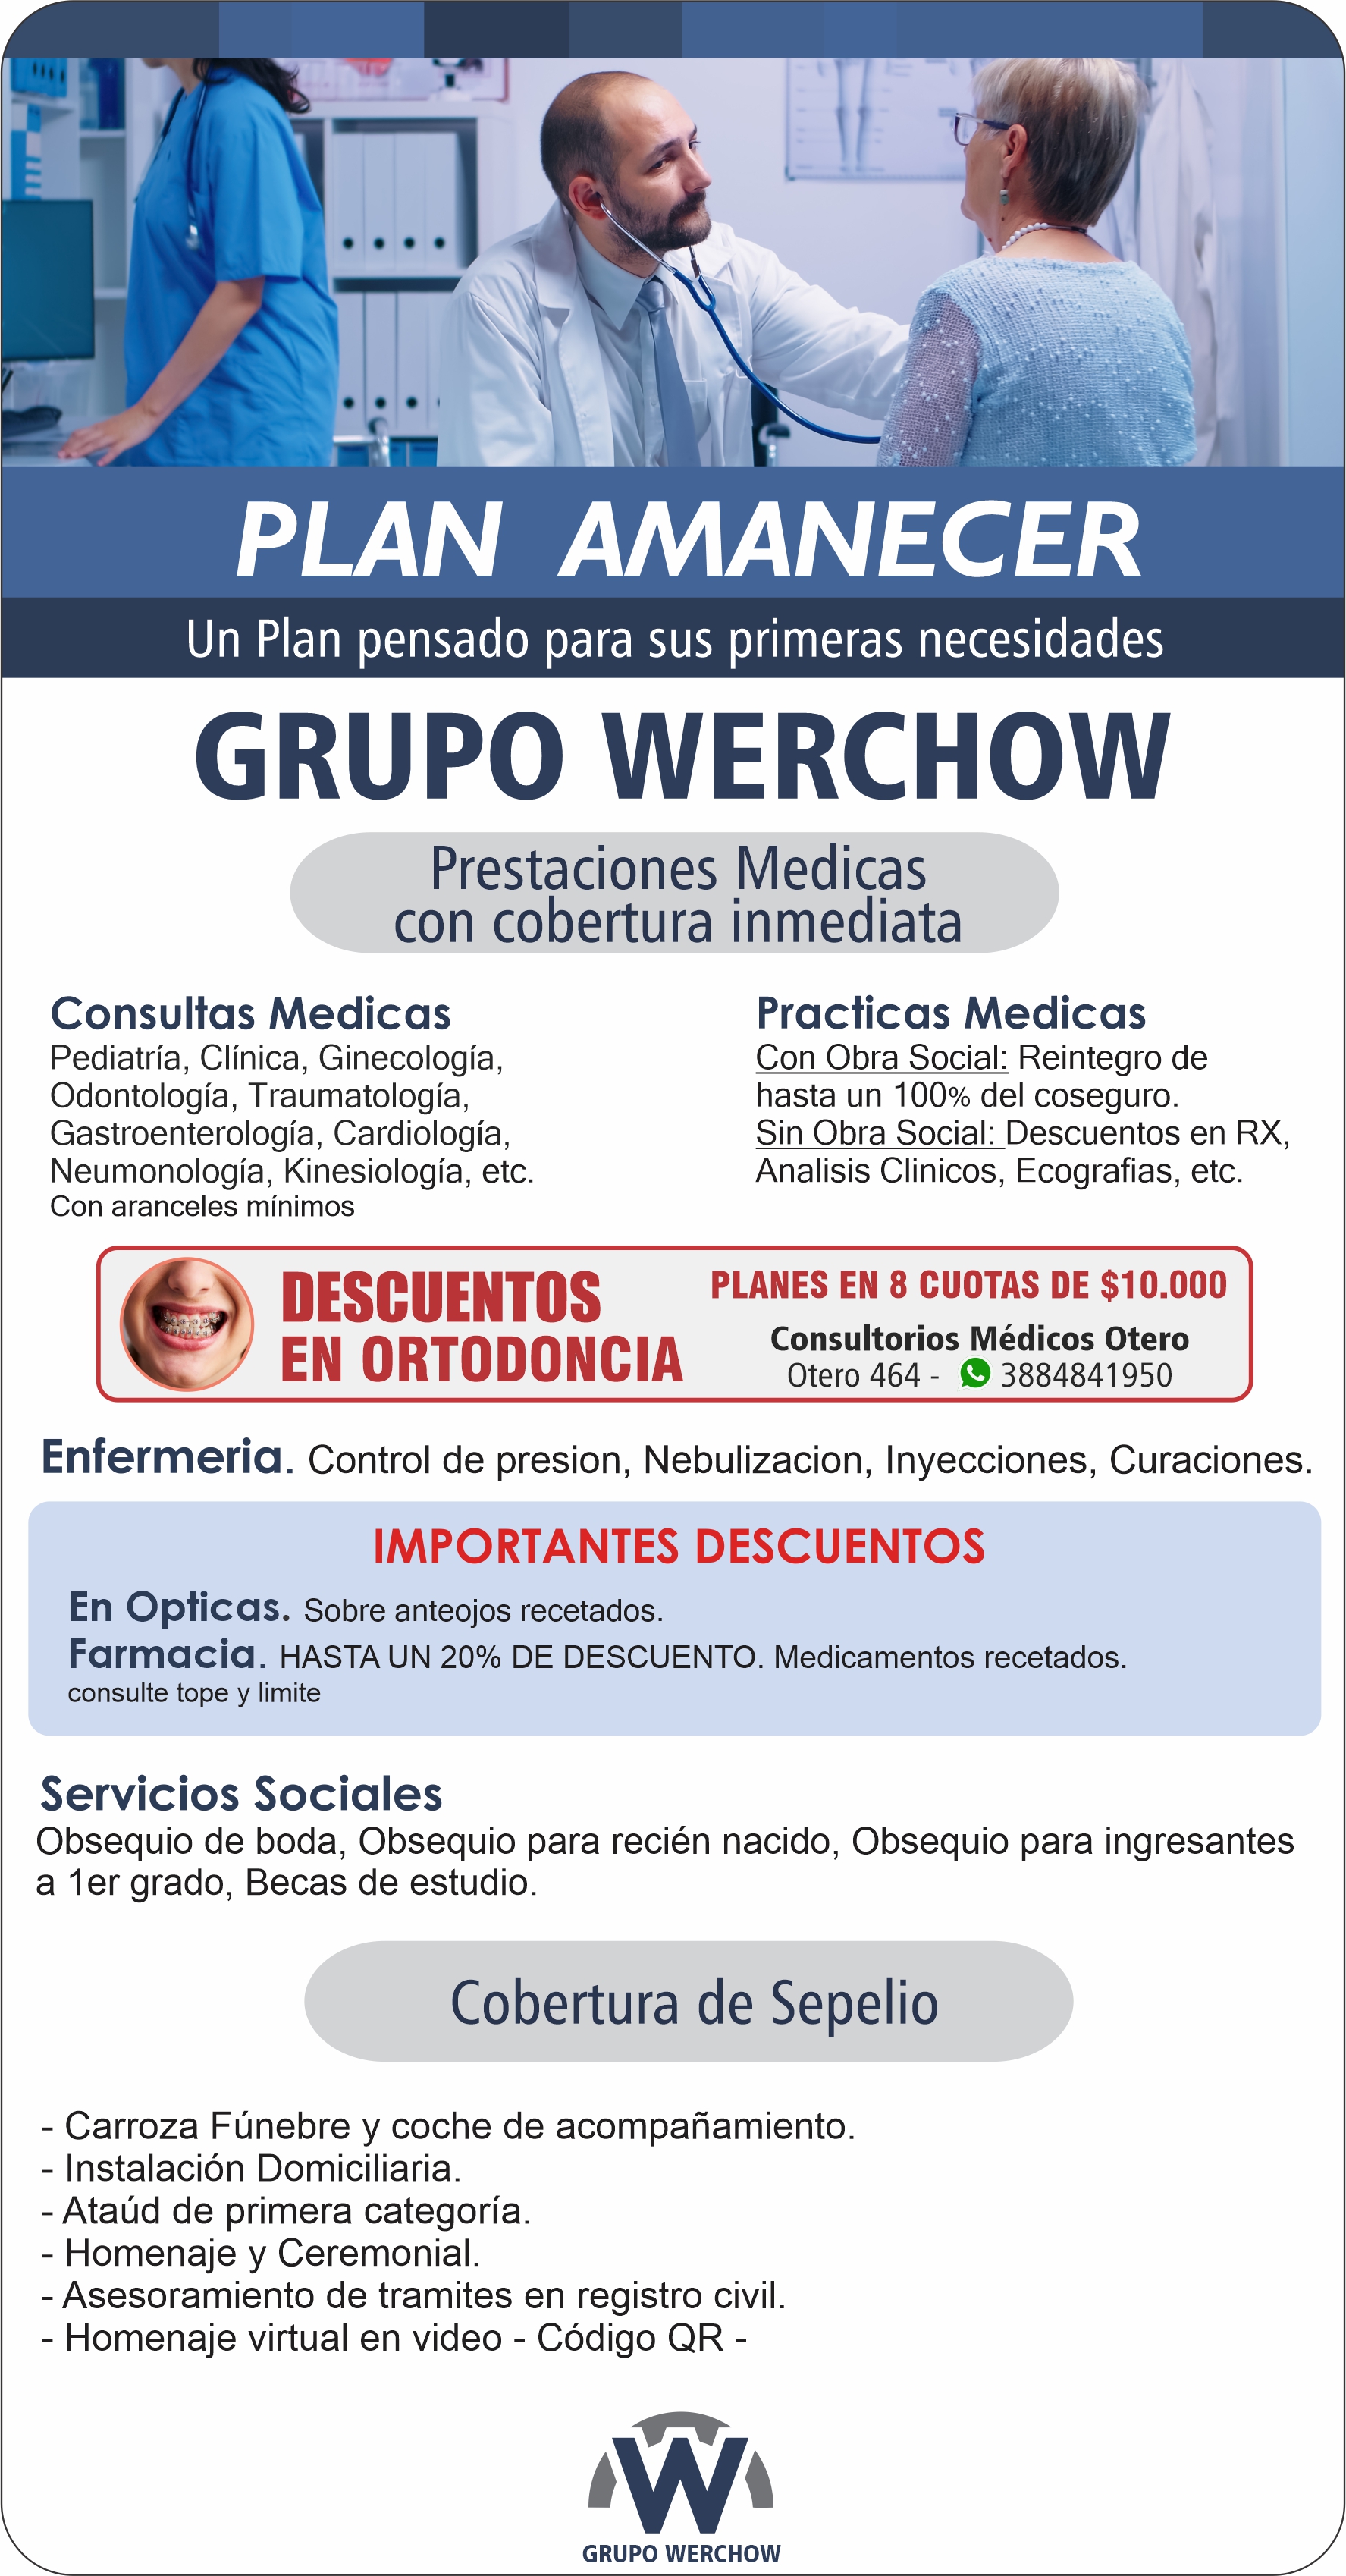 PLAN AMANECER
Un Plan pensado para sus primeras necesidades
GRUPO WERCHOW
Prestaciones Medicas
con cobertura inmediata
Consultas Medicas
Pediatría, Clínica, Ginecología,
Odontología, Traumatología,
Gastroenterología, Cardiología,
Neumonología, Kinesiología, etc.
Con aranceles mínimos
Practicas Medicas
Con Obra Social: Reintegro de
hasta un 100% del coseguro.
Sin Obra Social: Descuentos en RX,
Analisis Clinicos, Ecografias, etc.
DESCUENTOS
EN ORTODONCIA
PLANES EN 8 CUOTAS DE $10.000
Consultorios Médicos Otero
Otero 464 - 3884841950
Enfermeria. Control de presion, Nebulizacion, Inyecciones, Curaciones.
IMPORTANTES DESCUENTOS
En Opticas. Sobre anteojos recetados.
Farmacia. HASTA UN 20% DE DESCUENTO. Medicamentos recetados.
consulte tope y limite
Servicios Sociales
Obsequio de boda, Obsequio para recién nacido, Obsequio para ingresantes
a 1er grado, Becas de estudio.
Cobertura de Sepelio
- Carroza Fúnebre y coche de acompañamiento.
- Instalación Domiciliaria.
- Ataúd de primera categoría.
- Homenaje y Ceremonial.
- Asesoramiento de tramites en registro civil.
- Homenaje virtual en video - Código QR -
W
GRUPO WERCHOW